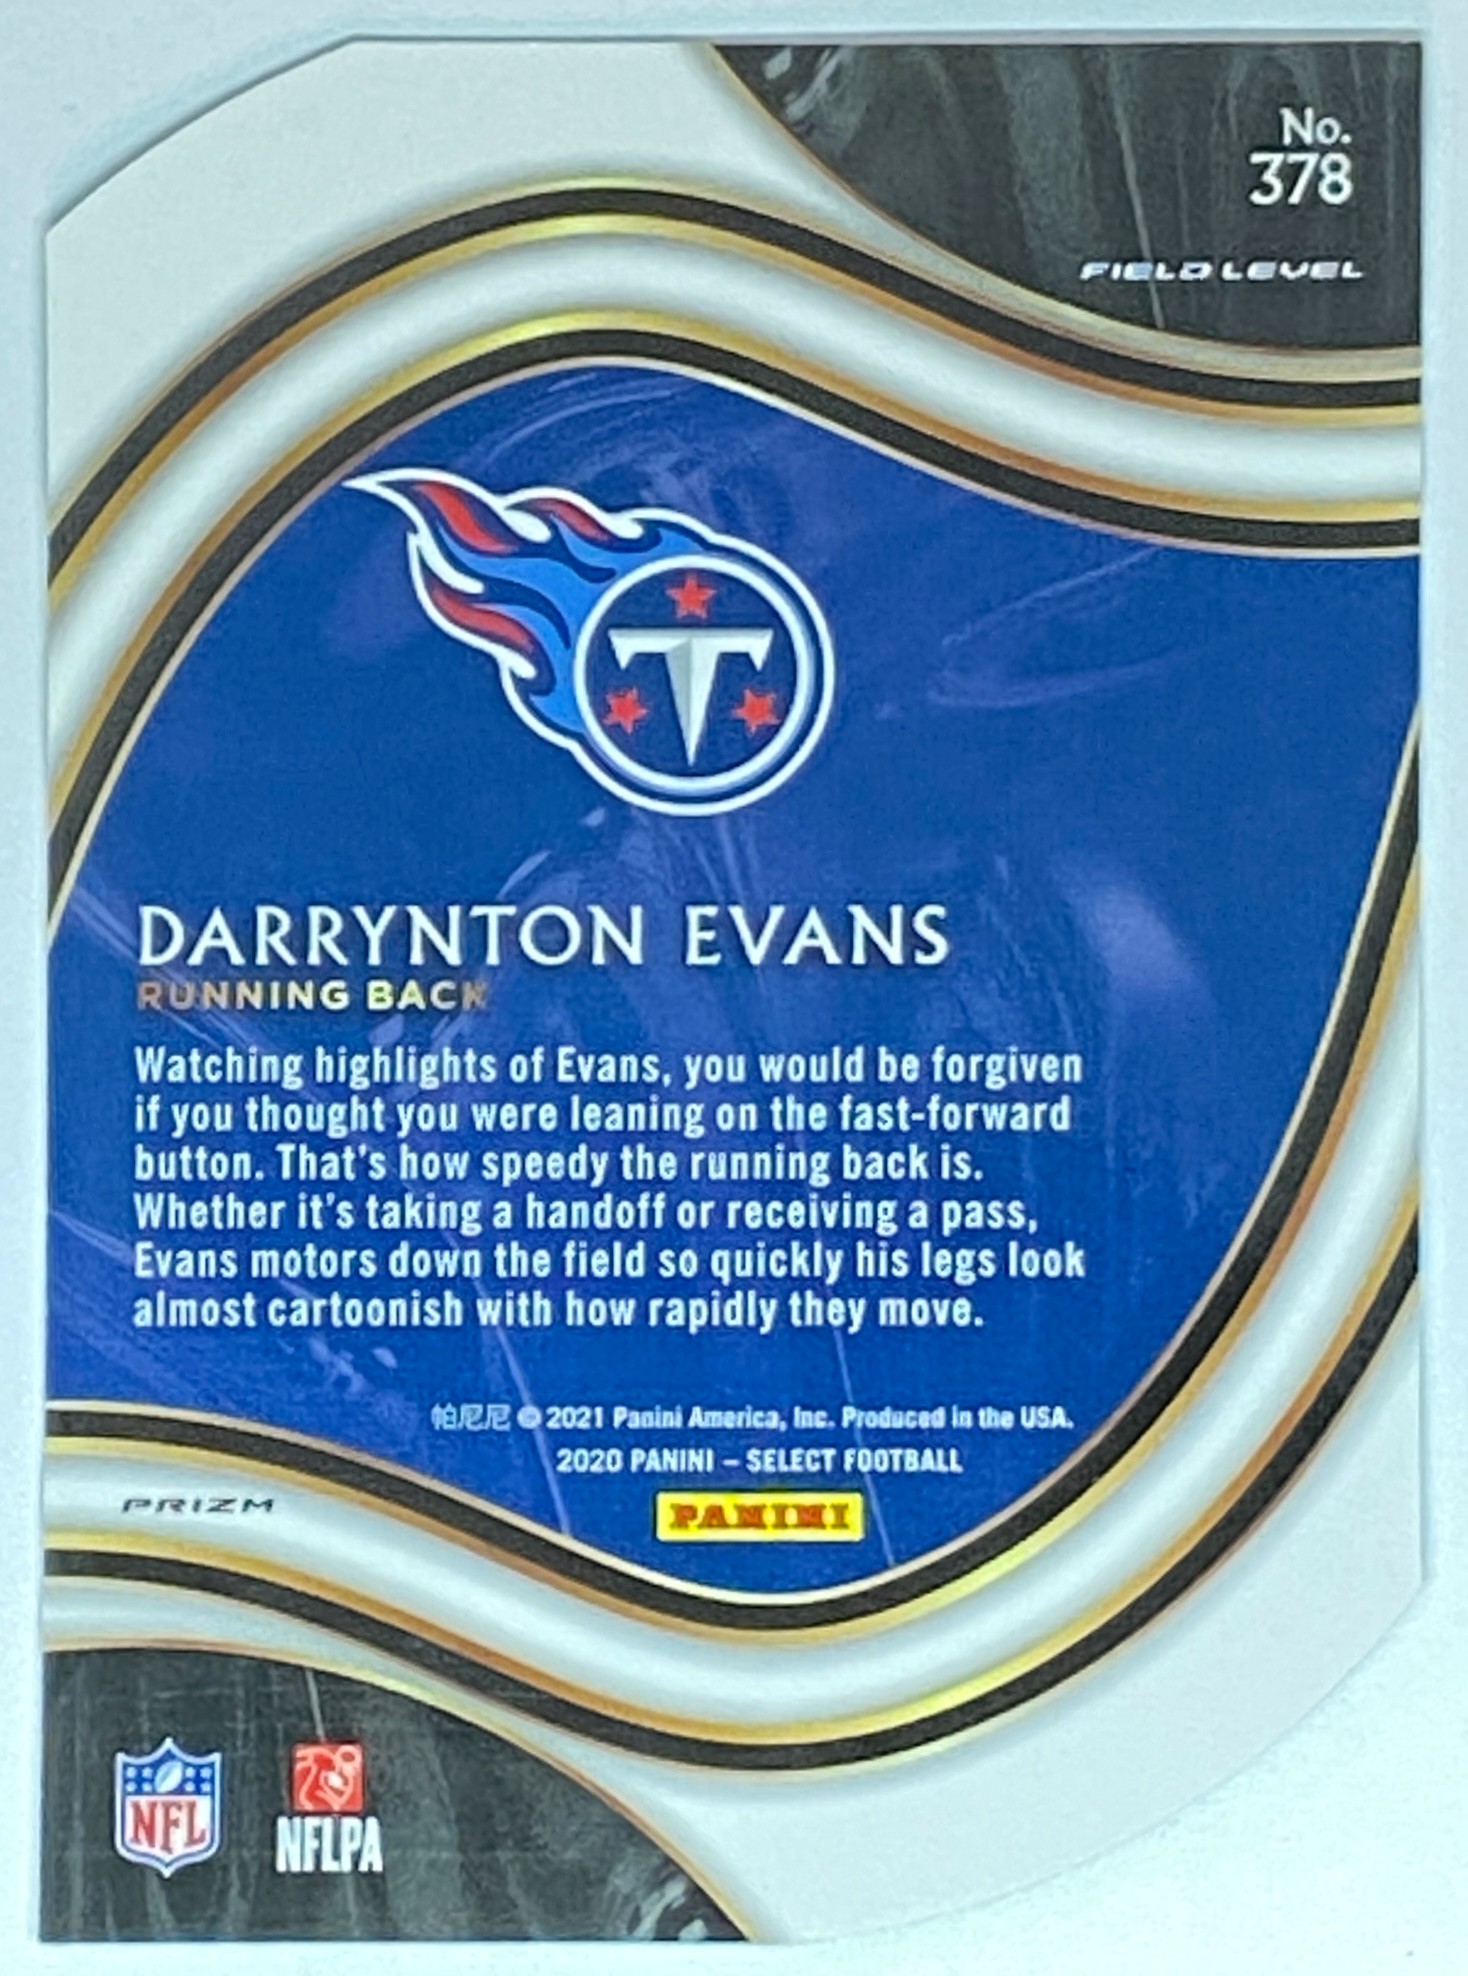 No.
378
FIELD LEVEL
T
DARRYNTON EVANS
RUNNING BACK
Watching highlights of Evans, you would be forgiven
if you thought you were leaning on the fast-forward
button. That's how speedy the running back is.
Whether it's taking a handoff or receiving a pass,
Evans motors down the field so quickly his legs look
almost cartoonish with how rapidly they move.
帕尼尼 © 2021 Panini America, Inc. Produced in the USA.
2020 PANINI – SELECT FOOTBALL
PRIZM
PANINI
NFL
NFLPA